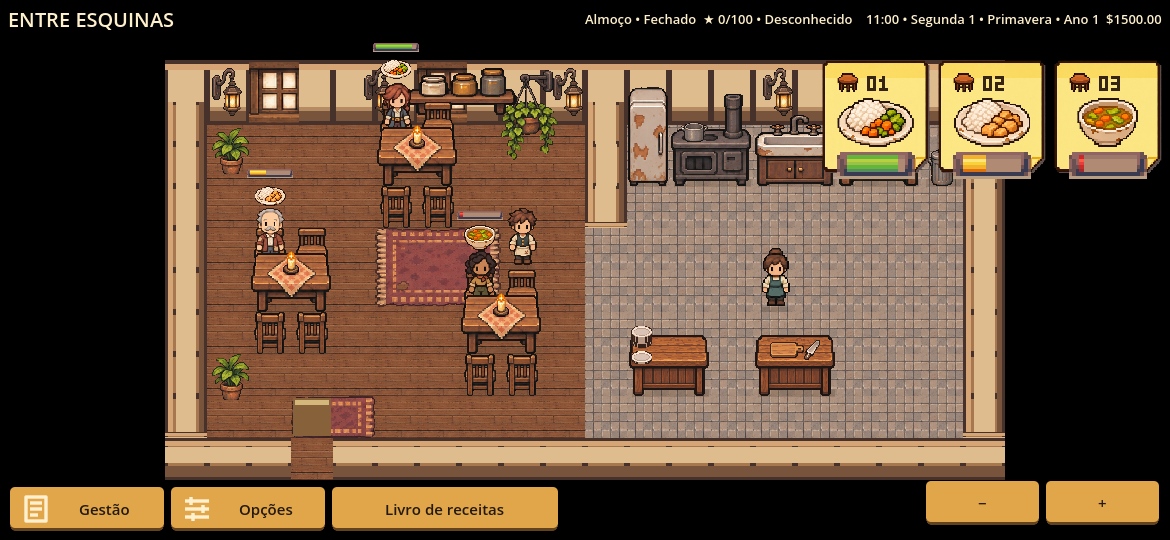 ENTRE ESQUINAS
Almoço • Fechado ★ 0/100 • Desconhecido 11:00 • Segunda 1 • Primavera • Ano 1 $1500.00
01
02
03
Gestão
Opções
Livro de receitas
−
+